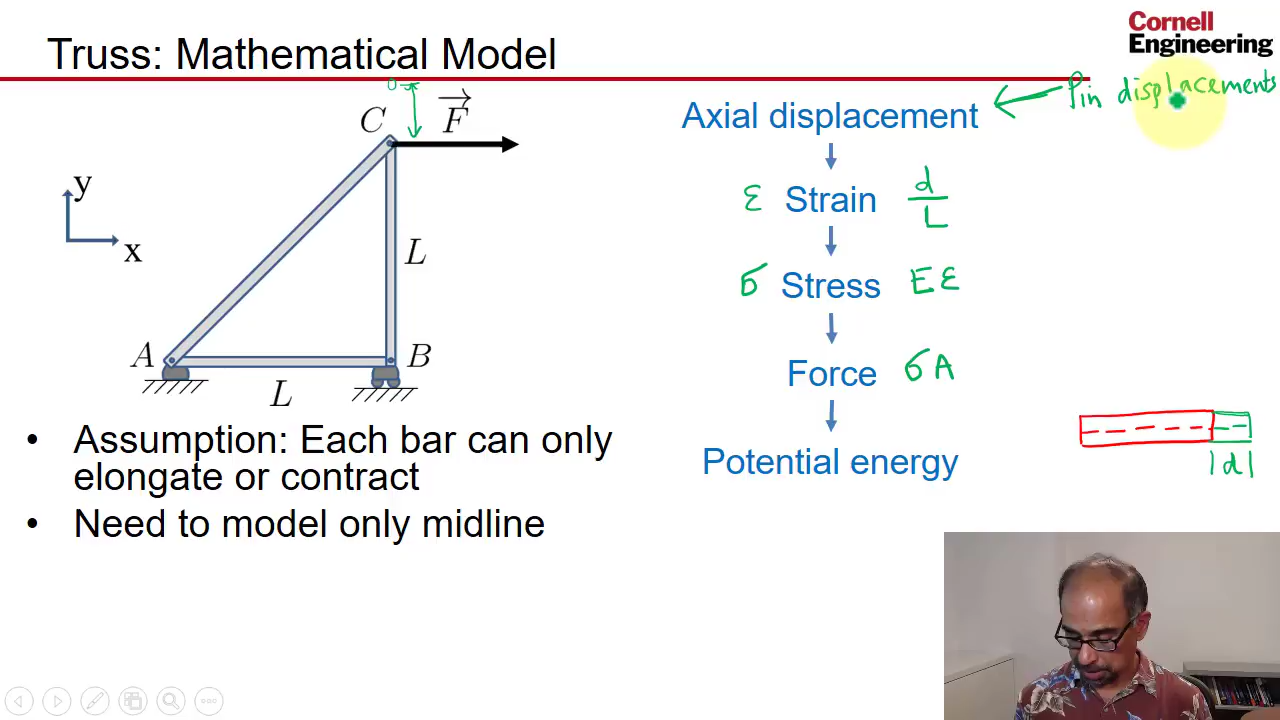 Cornell
Engineering
Truss: Mathematical Model
Pin displacements
C
F
Axial displacement
y
x
ε Strain d
L
L
σ Stress Eε
A
B
L
Force σA
Potential energy
|d|
• Assumption: Each bar can only
elongate or contract
• Need to model only midline